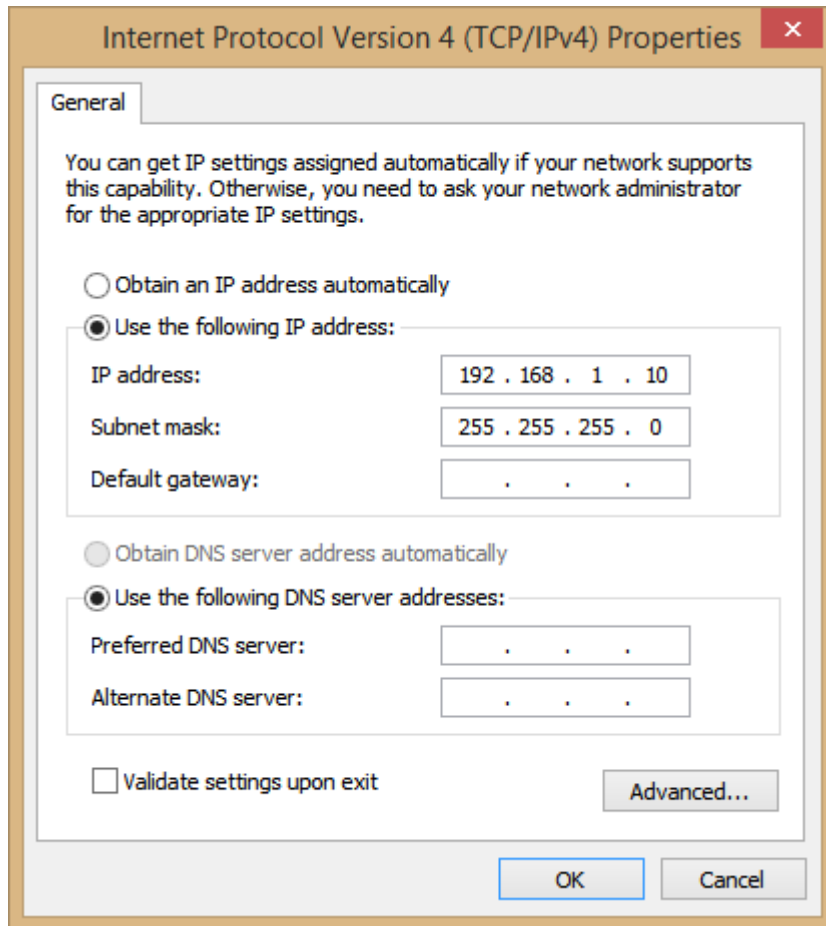 Internet Protocol Version 4 (TCP/IPv4) Properties
General
You can get IP settings assigned automatically if your network supports
this capability. Otherwise, you need to ask your network administrator
for the appropriate IP settings.
Obtain an IP address automatically
Use the following IP address:
IP address: 192 . 168 . 1 . 10
Subnet mask: 255 . 255 . 255 . 0
Default gateway: . . .
Obtain DNS server address automatically
Use the following DNS server addresses:
Preferred DNS server: . . .
Alternate DNS server: . . .
Validate settings upon exit
Advanced...
OK Cancel